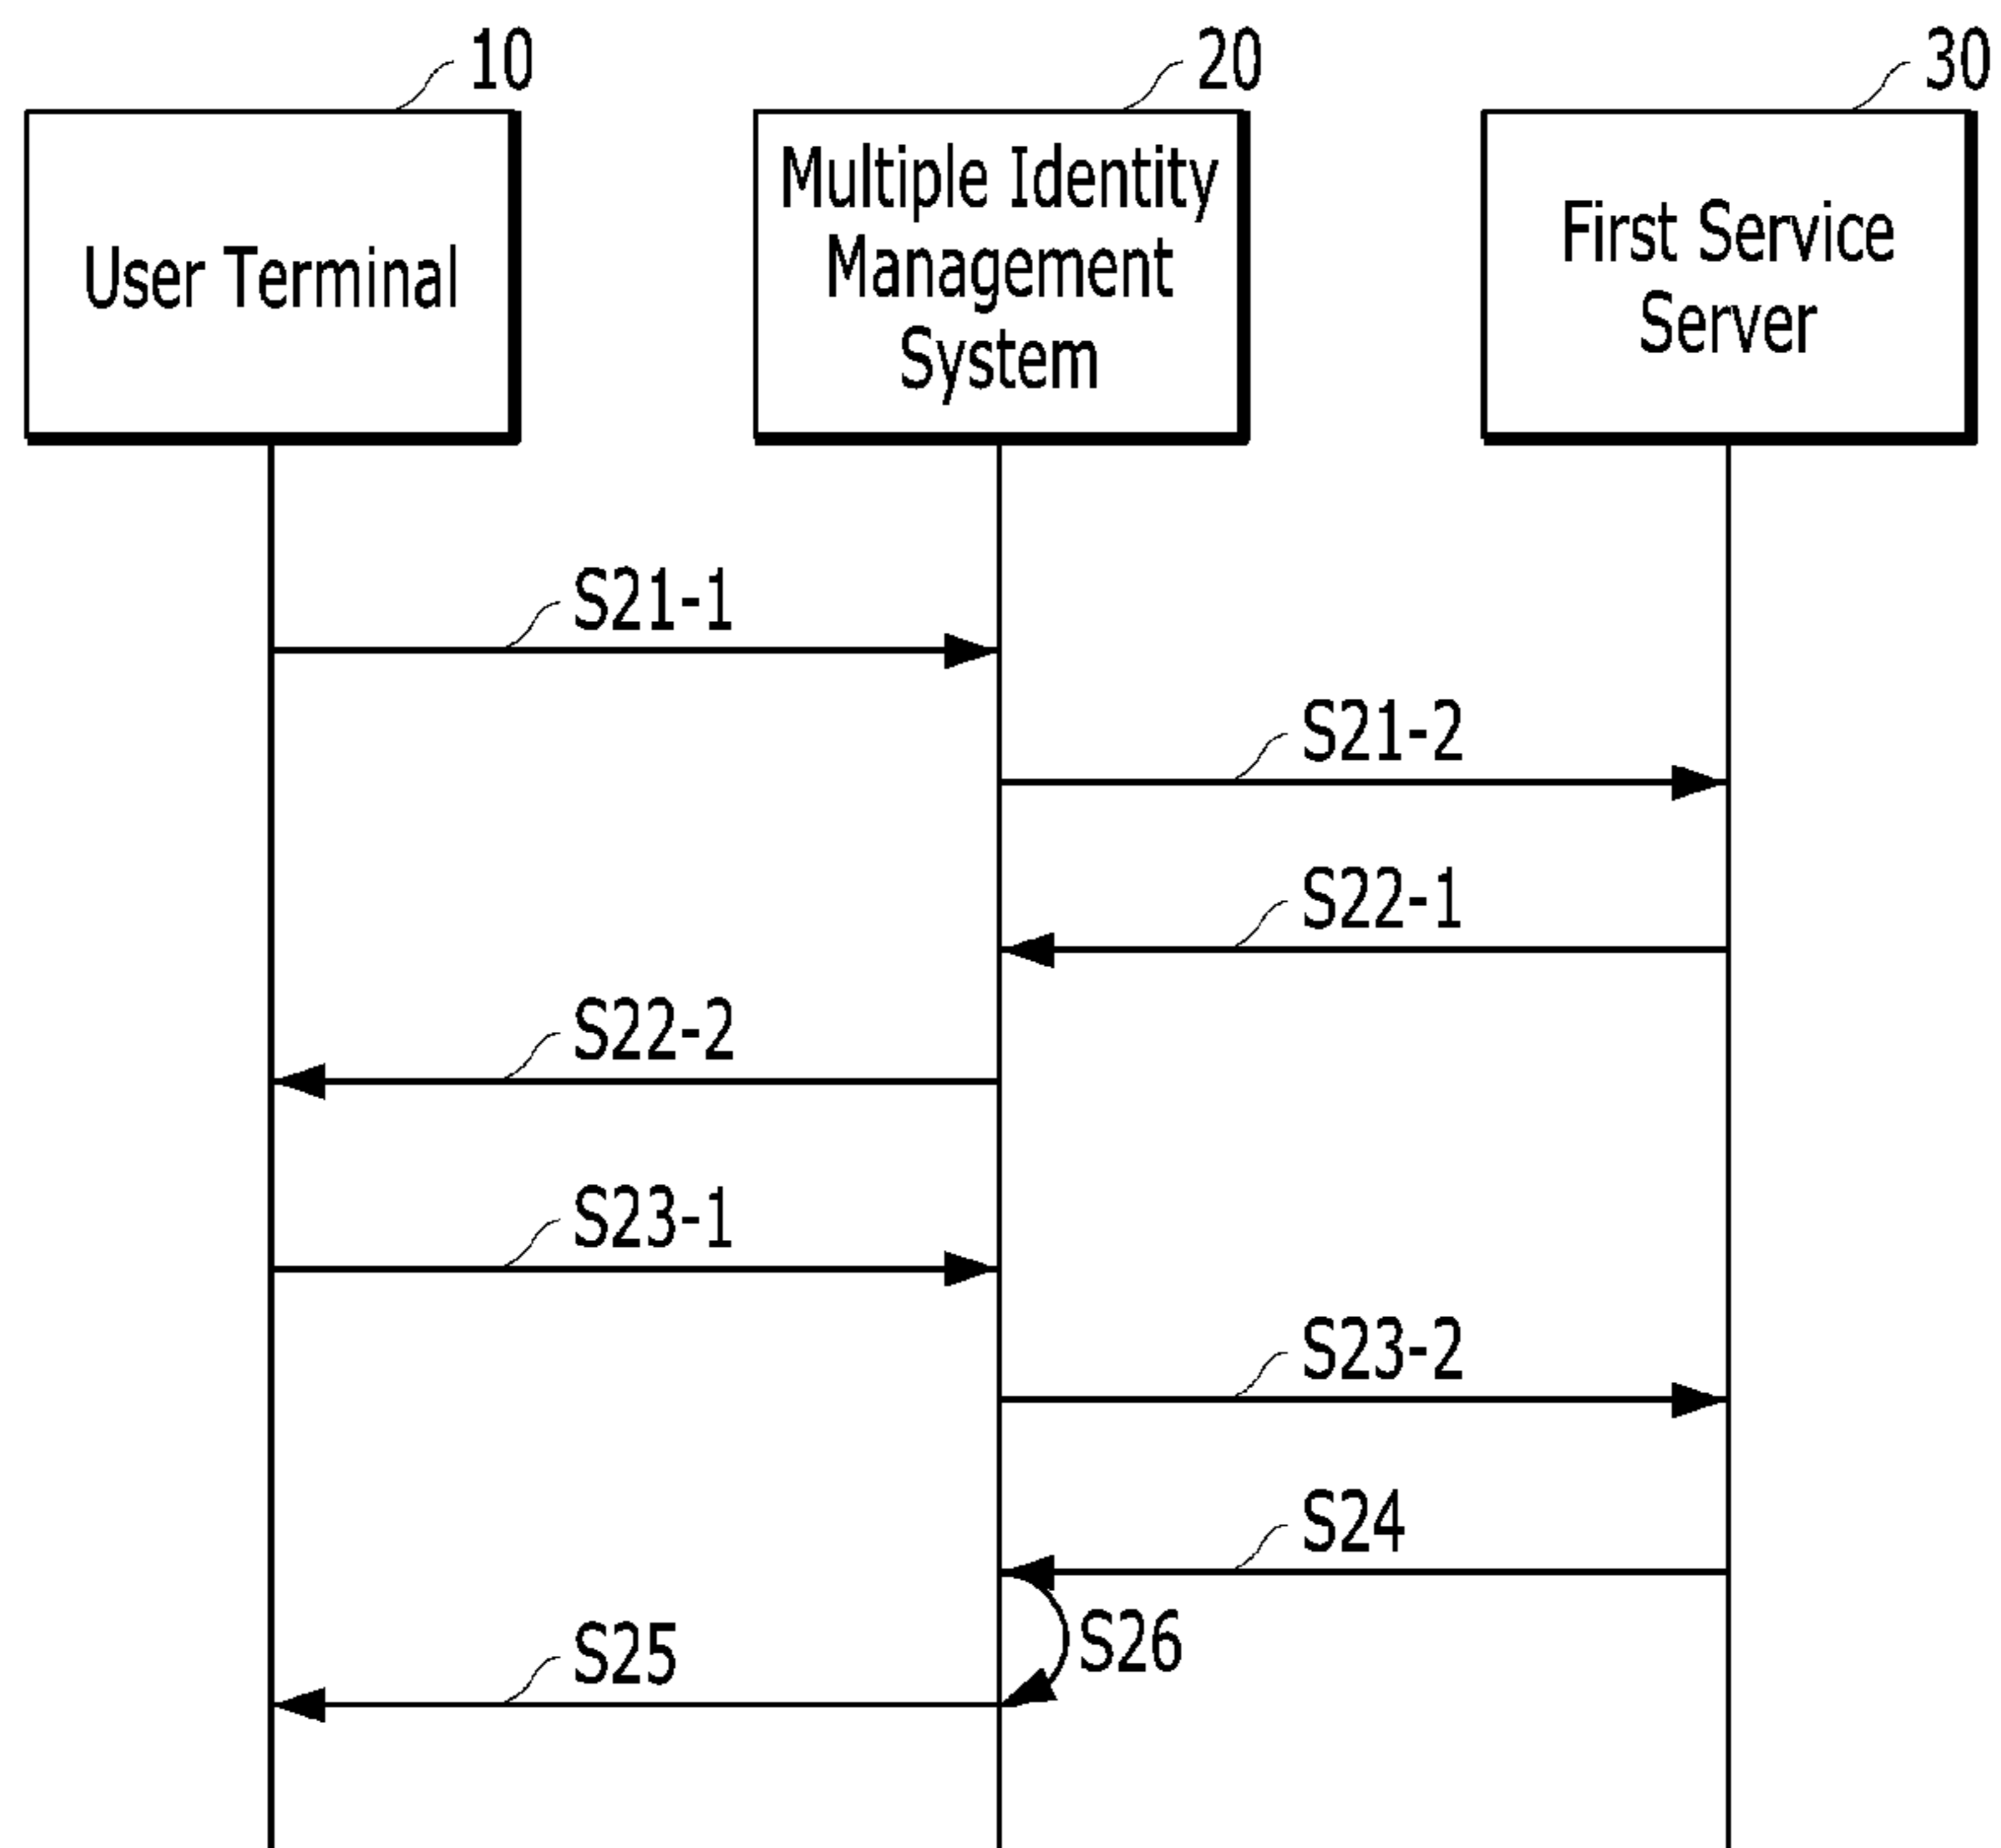 10
20
30
User Terminal
Multiple Identity
Management
System
First Service
Server
S21-1
S21-2
S22-1
S22-2
S23-1
S23-2
S24
S26
S25